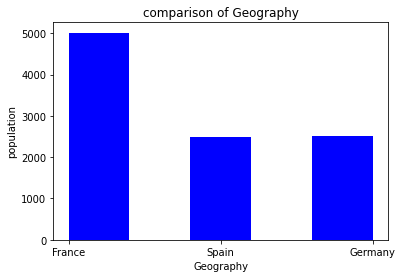 comparison of Geography
5000
4000
3000
2000
1000
0
population
France
Spain
Germany
Geography